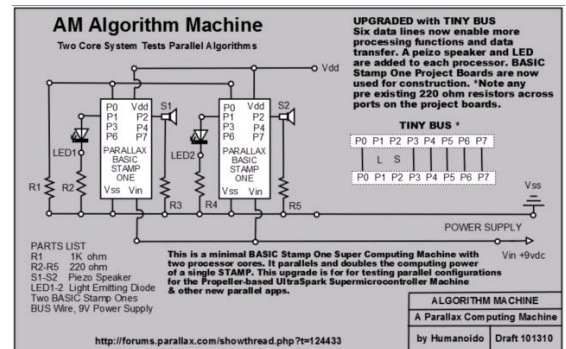 AM Algorithm Machine
Two Core System Tests Parallel Algorithms
UPGRADED with TINY BUS
Six data lines now enable more
processing functions and data
transfer. A peizo speaker and LED
are added to each processor. BASIC
Stamp One Project Boards are now
used for construction. *Note any
pre existing 220 ohm resistors across
ports on the project boards.
TINY BUS *
P0 P1 P2 P3 P4 P5 P6 P7
L S
P0 P1 P2 P3 P4 P5 P6 P7
Vdd
P0 Vdd
P1 P2
P3 P4
P6 P7
PARALLAX
BASIC
STAMP
ONE
Vss Vin
S1
LED1
R1
R2
R3
P0 Vdd
P1 P2
P3 P4
P6 P7
PARALLAX
BASIC
STAMP
ONE
Vss Vin
S2
LED2
R4
R5
Vss
POWER SUPPLY
Vin +9vdc
PARTS LIST
R1 1K ohm
R2-R5 220 ohm
S1-S2 Piezo Speaker
LED1-2 Light Emitting Diode
Two BASIC Stamp Ones
BUS Wire, 9V Power Supply
This is a minimal BASIC Stamp One Super Computing Machine with
two processor cores. It parallels and doubles the computing power
of a single STAMP. This upgrade is for for testing parallel configurations
for the Propeller-based UltraSpark Supermicrocontroller Machine
& other new parallel apps.
http://forums.parallax.com/showthread.php?t=124433
ALGORITHM MACHINE
A Parallax Computing Machine
by Humanoido
Draft 101310